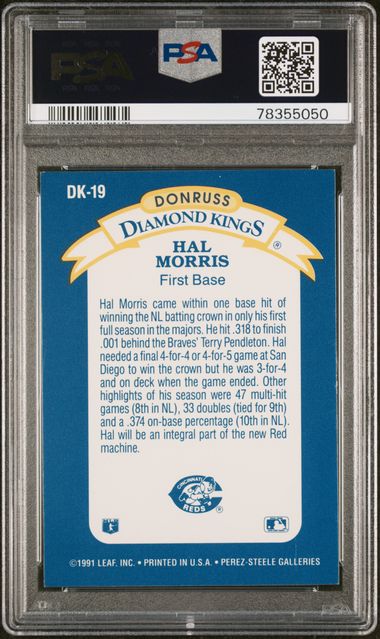 PSA
PSA
78355050
DK-19
DONRUSS
DIAMOND KINGS®
HAL
MORRIS
First Base
Hal Morris came within one base hit of
winning the NL batting crown in only his first
full season in the majors. He hit .318 to finish
.001 behind the Braves' Terry Pendleton. Hal
needed a final 4-for-4 or 4-for-5 game at San
Diego to win the crown but he was 3-for-4
and on deck when the game ended. Other
highlights of his season were 47 multi-hit
games (8th in NL), 33 doubles (tied for 9th)
and a .374 on-base percentage (10th in NL).
Hal will be an integral part of the new Red
machine.
CINCINNATI
REDS
®
©1991 LEAF, INC. • PRINTED IN U.S.A. • PEREZ-STEELE GALLERIES